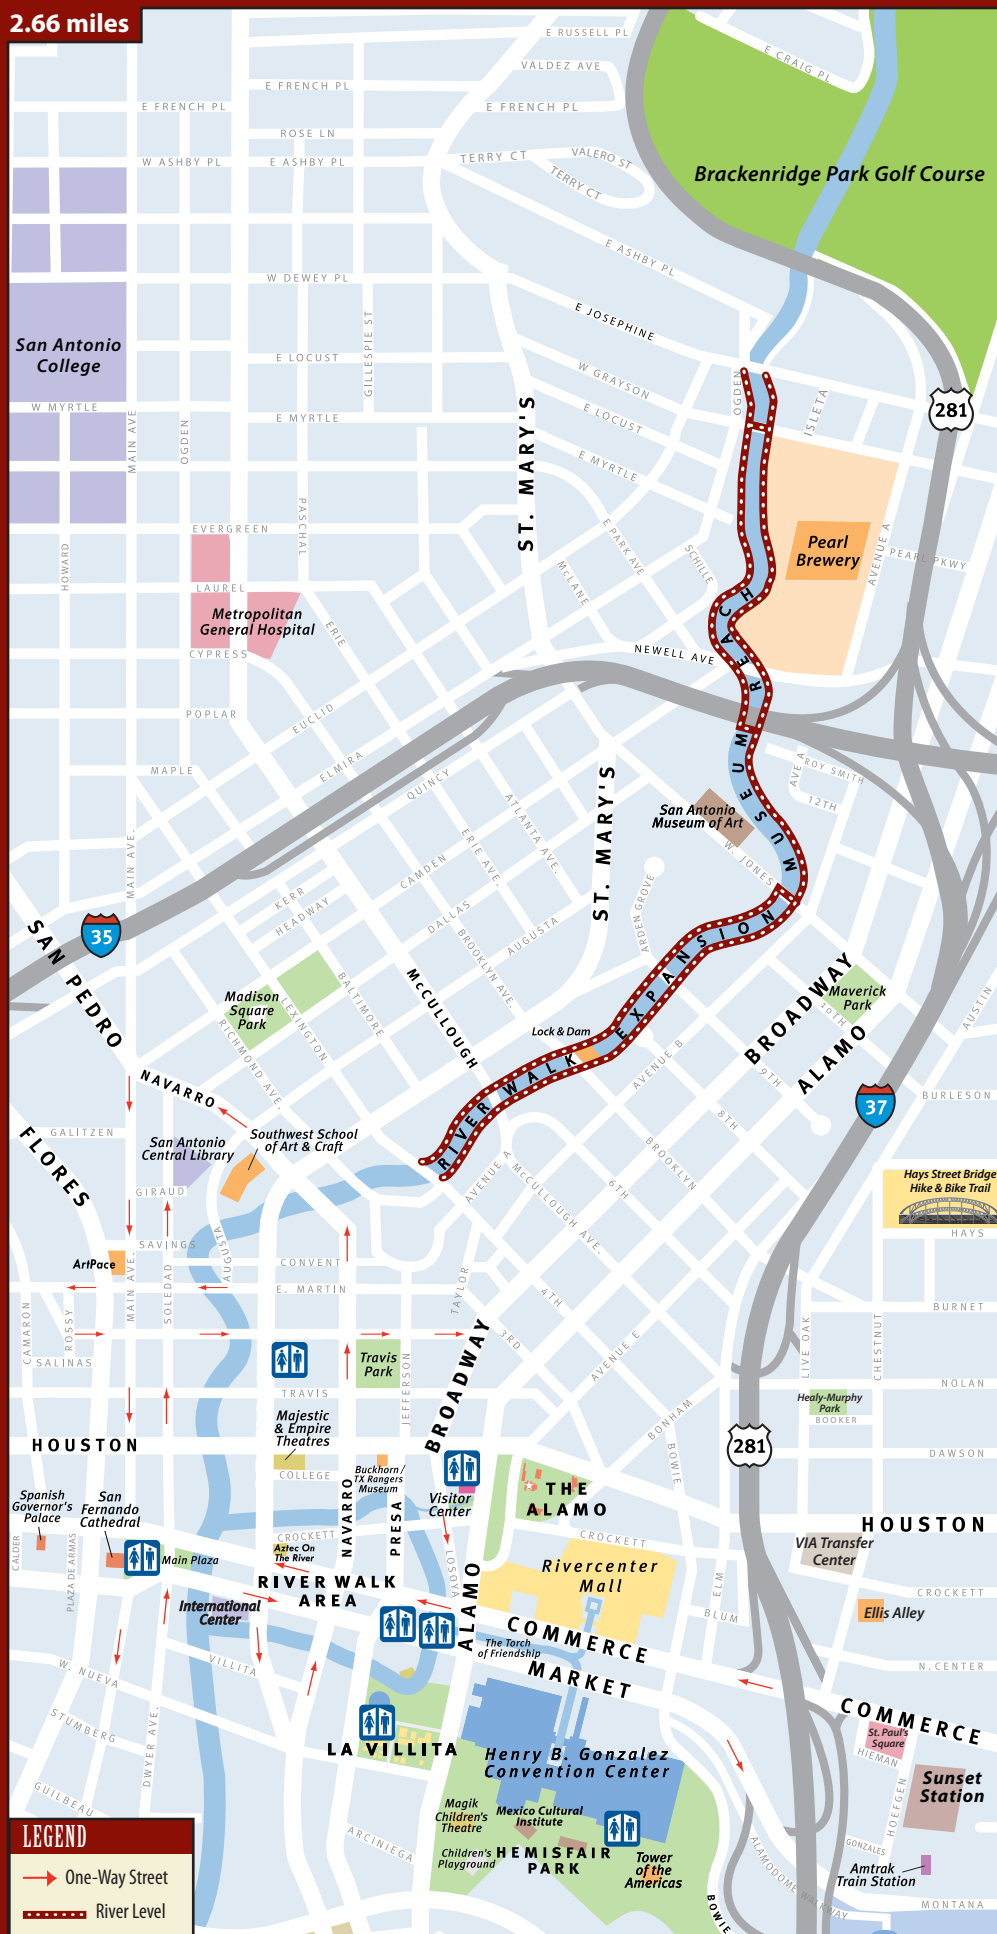 2.66 miles
E RUSSELL PL
VALDEZ AVE
E CRAIG PL
E FRENCH PL
E FRENCH PL
E FRENCH PL
ROSE LN
W ASHBY PL
E ASHBY PL
TERRY CT
VALERO ST
TERRY CT
Brackenridge Park Golf Course
E ASHBY PL
W DEWEY PL
E JOSEPHINE
GILLESPIE ST
San Antonio
College
E LOCUST
W GRAYSON
OGDEN
ISLETA
281
W MYRTLE
MAIN AVE
OGDEN
E MYRTLE
E LOCUST
ST. MARY'S
E MYRTLE
PASCHAL
EVERGREEN
HOWARD
E PARK AVE
SCHILLE
Pearl
Brewery
AVENUE A
PEARL PKWY
McLANE
LAUREL
Metropolitan
General Hospital
ERIE
CYPRESS
NEWELL AVE
MUSEUM REACH
POPLAR
EUCLID
MAPLE
ELMIRA
QUINCY
ST. MARY'S
ATLANTA AVE.
AVE A
ROY SMITH
12TH
San Antonio
Museum of Art
W. JONES
MAIN AVE.
ERIE AVE.
CAMDEN
KERR
HEADWAY
DALLAS
AUGUSTA
BROOKLYN AVE.
ARDEN GROVE
35
SAN PEDRO
Madison
Square
Park
LEXINGTON
BALTIMORE
RICHMOND AVE.
McCULLOUGH
Lock & Dam
RIVER WALK EXPANSION
BROADWAY
Maverick
Park
10TH
ALAMO
AUSTIN
AVENUE B
9TH
NAVARRO
37
BURLESON
8TH
GALITZEN
FLORES
San Antonio
Central Library
Southwest School
of Art & Craft
BROOKLYN
AVENUE A
McCULLOUGH AVE.
6TH
Hays Street Bridge
Hike & Bike Trail
HAYS
GIRAUD
SAVINGS
AUGUSTA
ArtPace
CONVENT
E. MARTIN
TAYLOR
4TH
BURNET
CAMARON
ROSSY
MAIN AVE.
SOLEDAD
3RD
AVENUE E
LIVE OAK
CHESTNUT
SALINAS
Travis
Park
JEFFERSON
BROADWAY
NOLAN
TRAVIS
Healy-Murphy
Park
BOOKER
BONHAM
Majestic
& Empire
Theatres
HOUSTON
281
BOWIE
DAWSON
COLLEGE
Buckhorn /
TX Rangers
Museum
Visitor
Center
THE
ALAMO
Spanish
Governor's
Palace
San
Fernando
Cathedral
NAVARRO
PRESA
HOUSTON
CALDER
PLAZA DE ARMAS
Main Plaza
CROCKETT
Aztec On
The River
CROCKETT
VIA Transfer
Center
LOSOYA
Rivercenter
Mall
RIVER WALK
AREA
ELM
CROCKETT
International
Center
ALAMO
BLUM
Ellis Alley
The Torch
of Friendship
COMMERCE
W. NUEVA
VILLITA
MARKET
N.CENTER
COMMERCE
STUMBERG
DWYER AVE.
St. Paul's
Square
LA VILLITA
Henry B. Gonzalez
Convention Center
HIEMAN
Sunset
Station
GUILBEAU
HOEFGEN
Magik
Children's
Theatre
Mexico Cultural
Institute
LEGEND
One-Way Street
River Level
ARCINIEGA
Children's
Playground
HEMISFAIR
PARK
Tower
of the
Americas
ALAMODOME WALKWAY
GONZALES
Amtrak
Train Station
MONTANA
BOWIE